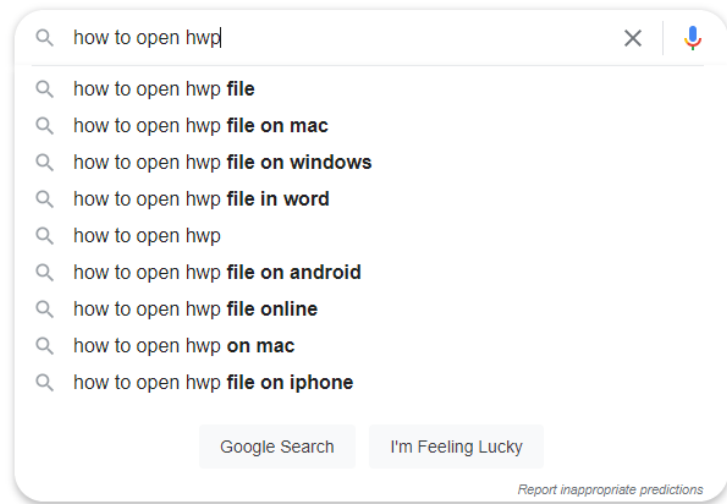 how to open hwp
how to open hwp file
how to open hwp file on mac
how to open hwp file on windows
how to open hwp file in word
how to open hwp
how to open hwp file on android
how to open hwp file online
how to open hwp on mac
how to open hwp file on iphone
Google Search I'm Feeling Lucky
Report inappropriate predictions